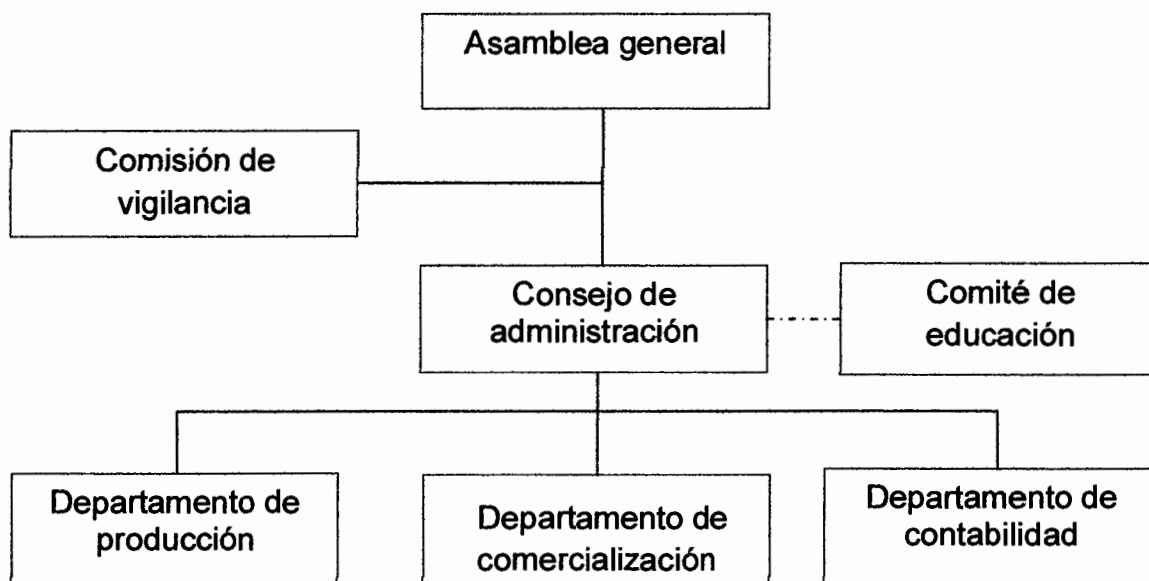 Asamblea general
Comisión de
vigilancia
Consejo de
administración
Comité de
educación
Departamento de
producción
Departamento de
comercialización
Departamento de
contabilidad